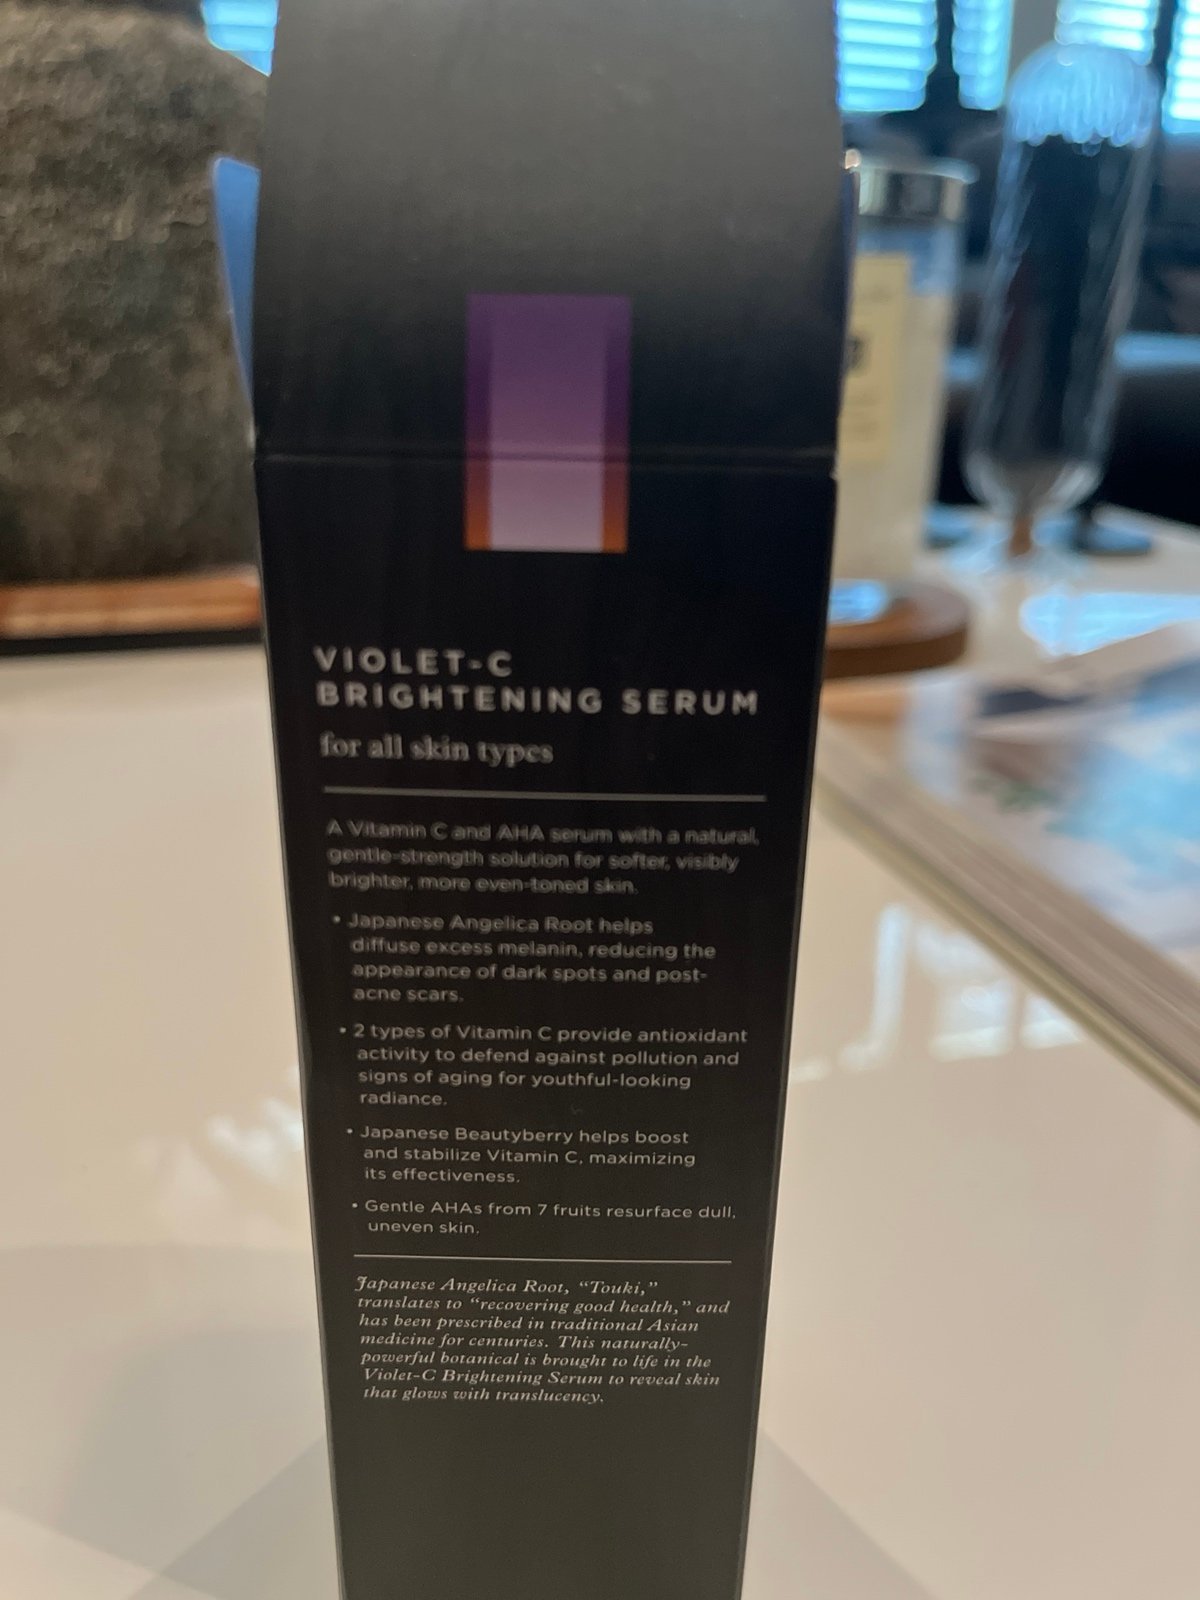 VIOLET-C
BRIGHTENING SERUM
for all skin types
A Vitamin C and AHA serum with a natural,
gentle-strength solution for softer, visibly
brighter, more even-toned skin.
• Japanese Angelica Root helps
diffuse excess melanin, reducing the
appearance of dark spots and post-
acne scars.
• 2 types of Vitamin C provide antioxidant
activity to defend against pollution and
signs of aging for youthful-looking
radiance.
• Japanese Beautyberry helps boost
and stabilize Vitamin C, maximizing
its effectiveness.
• Gentle AHAs from 7 fruits resurface dull,
uneven skin.
Japanese Angelica Root, “Touki,”
translates to “recovering good health,” and
has been prescribed in traditional Asian
medicine for centuries. This naturally-
powerful botanical is brought to life in the
Violet-C Brightening Serum to reveal skin
that glows with translucency.